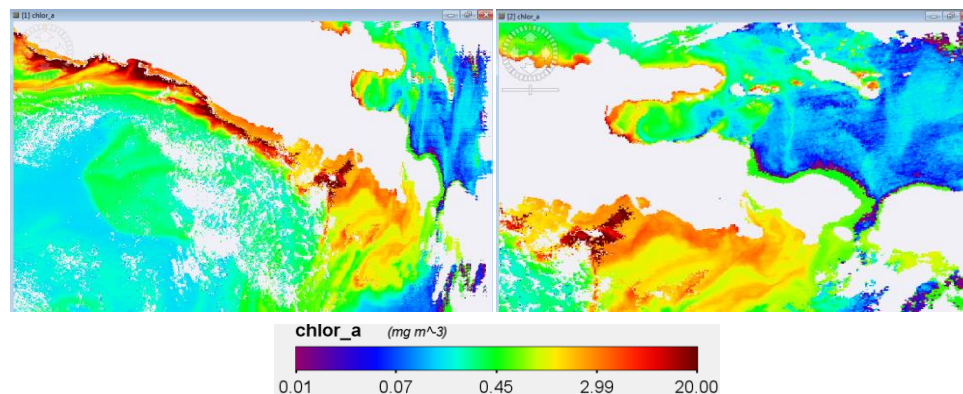 [1] chlor_a
[2] chlor_a
chlor_a (mg m^-3)
0.01 0.07 0.45 2.99 20.00